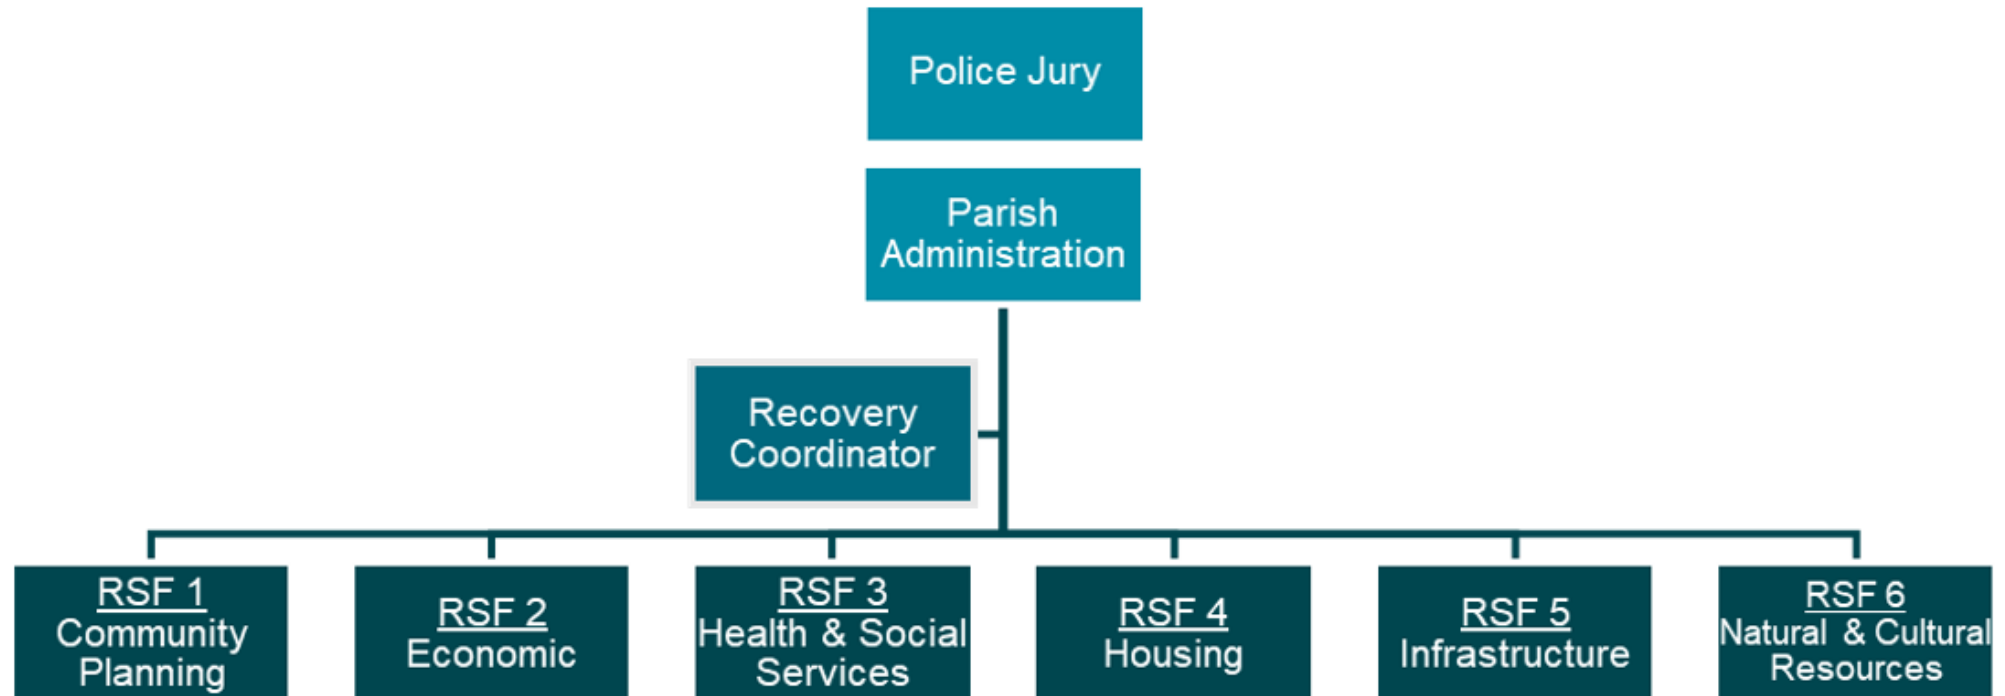 Police Jury
Parish
Administration
Recovery
Coordinator
RSF 1
Community
Planning
RSF 2
Economic
RSF 3
Health & Social
Services
RSF 4
Housing
RSF 5
Infrastructure
RSF 6
Natural & Cultural
Resources